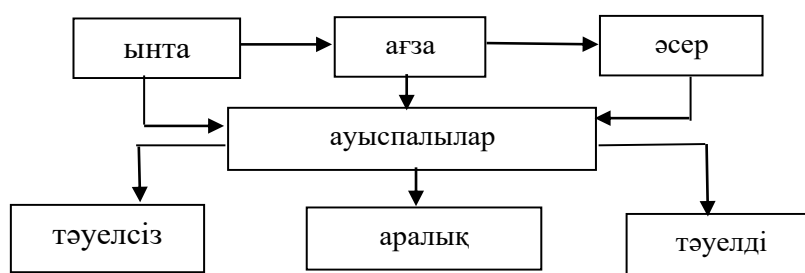 ынта
ағза
әсер
ауыспалылар
тәуелсіз
аралық
тәуелді